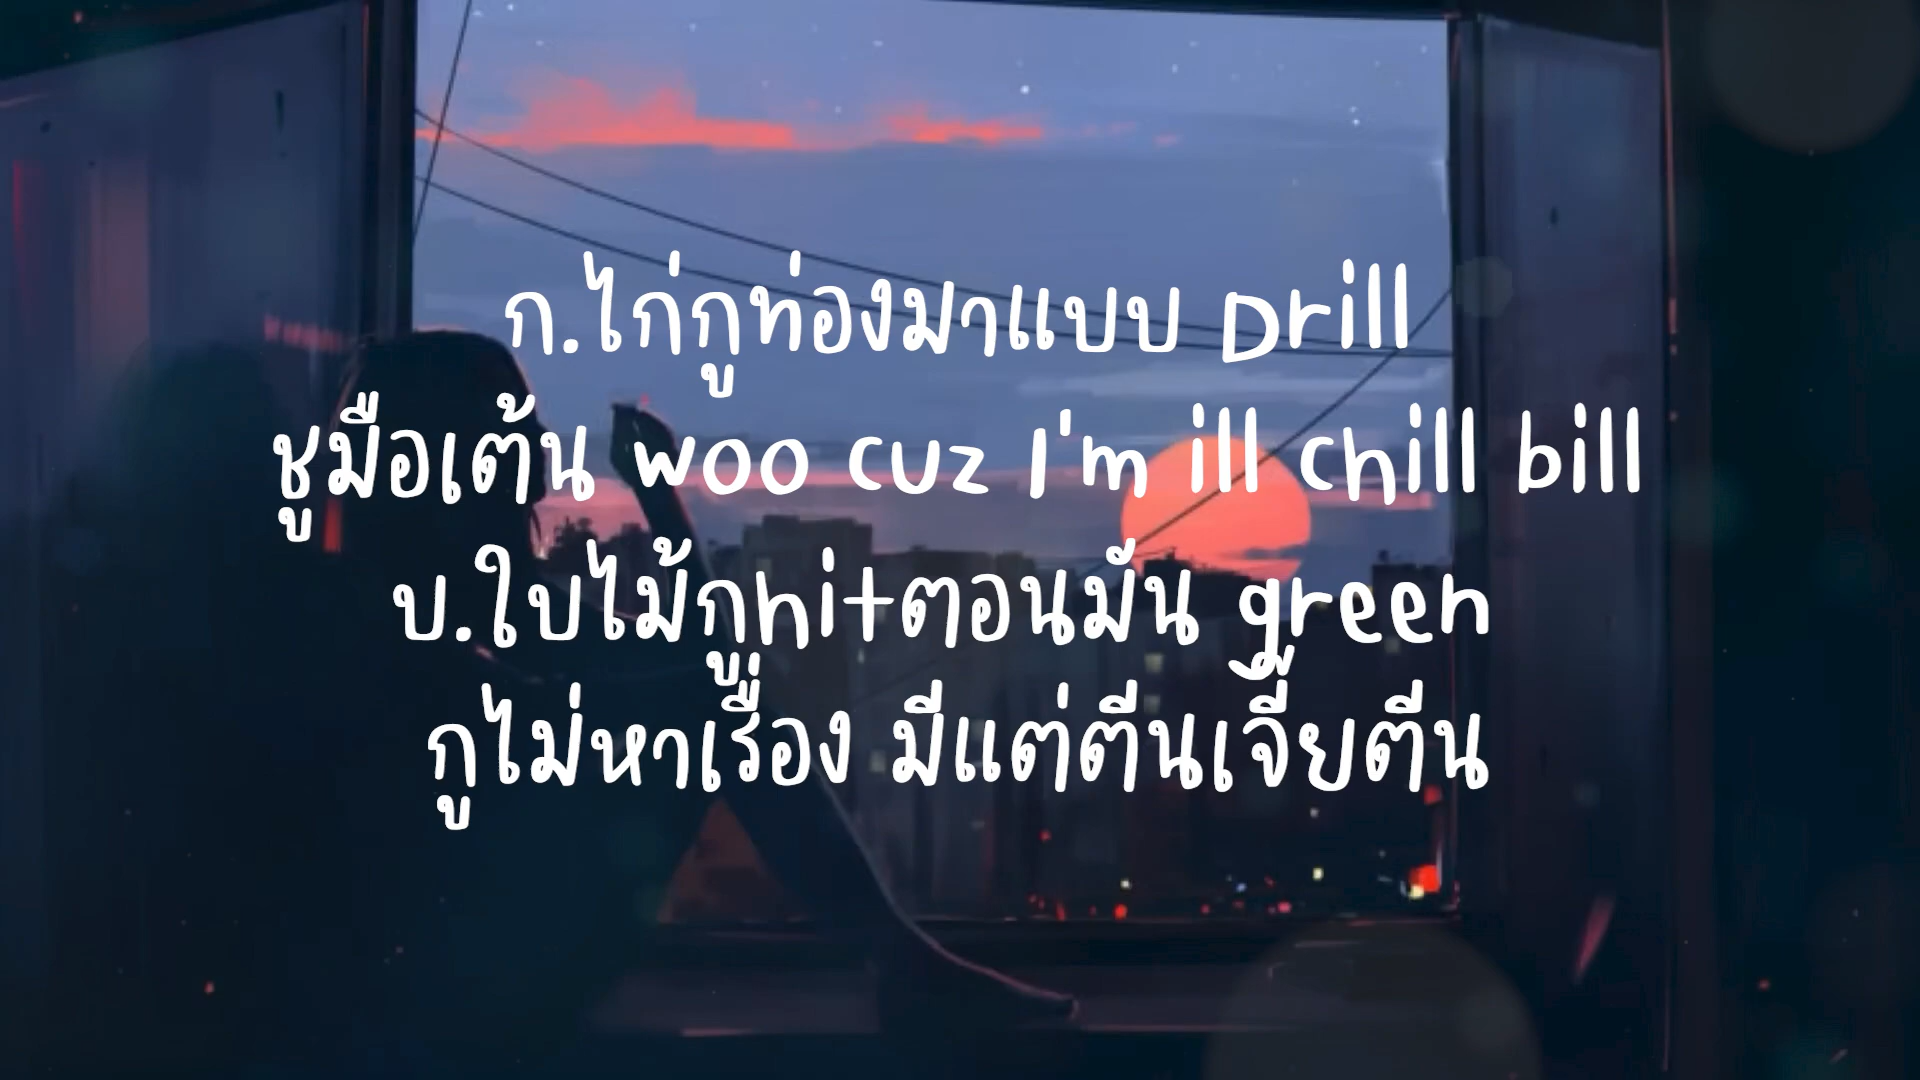 ก.ไก่กูท่องมาแบบ Drill
ชูมือเต้น woo cuz I'm ill chill bill
บ.ใบไม้กูhitตอนมัน green
กูไม่หาเรื่อง มีแต่ตีนเจี๊ยตีน